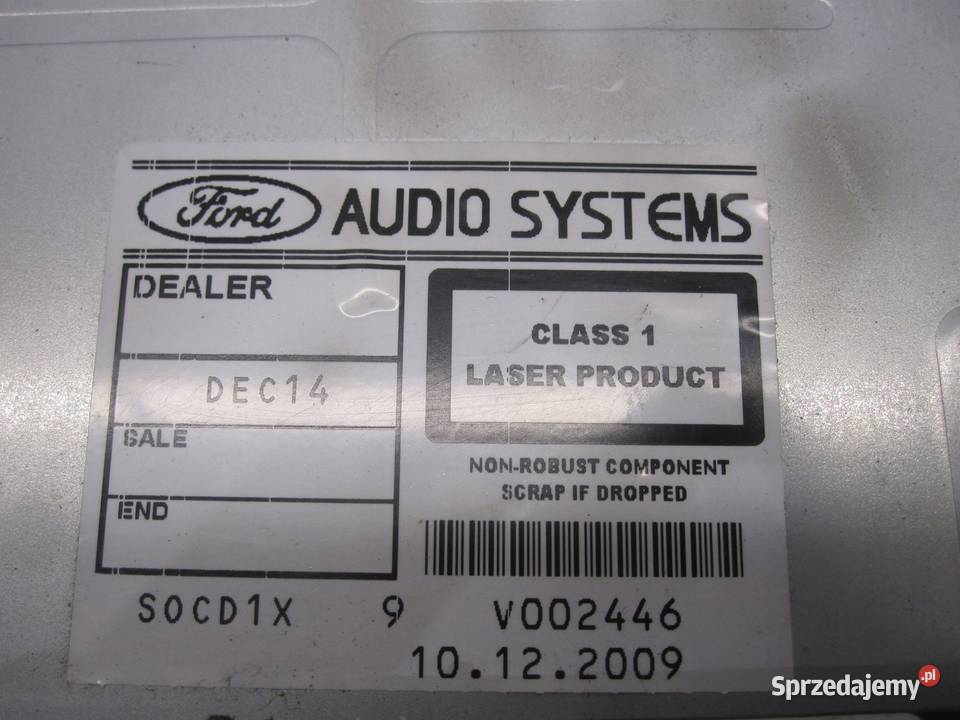 Ford AUDIO SYSTEMS
DEALER
DEC14
SALE
END
CLASS 1
LASER PRODUCT
NON-ROBUST COMPONENT
SCRAP IF DROPPED
SOCD1X 9 V002446
10.12.2009
Sprzedajemy.pl